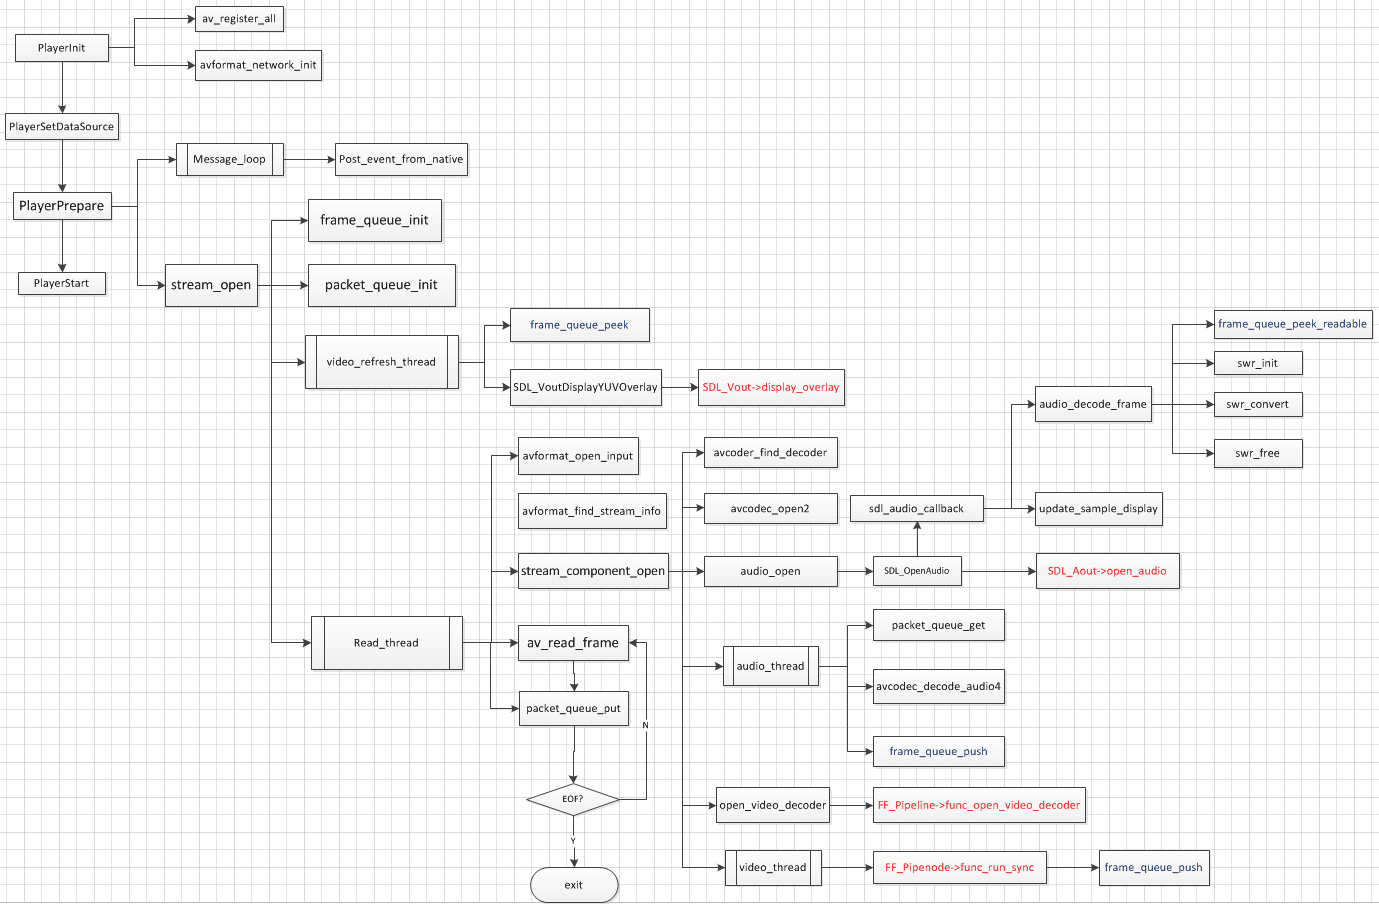 av_register_all
PlayerInit
avformat_network_init
PlayerSetDataSource
Message_loop
Post_event_from_native
PlayerPrepare
frame_queue_init
PlayerStart
stream_open
packet_queue_init
frame_queue_peek
frame_queue_peek_readable
video_refresh_thread
swr_init
SDL_VoutDisplayYUVOverlay
SDL_Vout->display_overlay
audio_decode_frame
swr_convert
avformat_open_input
avcoder_find_decoder
swr_free
avformat_find_stream_info
avcodec_open2
sdl_audio_callback
update_sample_display
stream_component_open
audio_open
SDL_OpenAudio
SDL_Aout->open_audio
packet_queue_get
Read_thread
av_read_frame
audio_thread
avcodec_decode_audio4
packet_queue_put
N
frame_queue_push
EOF?
open_video_decoder
FF_Pipeline->func_open_video_decoder
Y
video_thread
FF_Pipenode->func_run_sync
frame_queue_push
exit